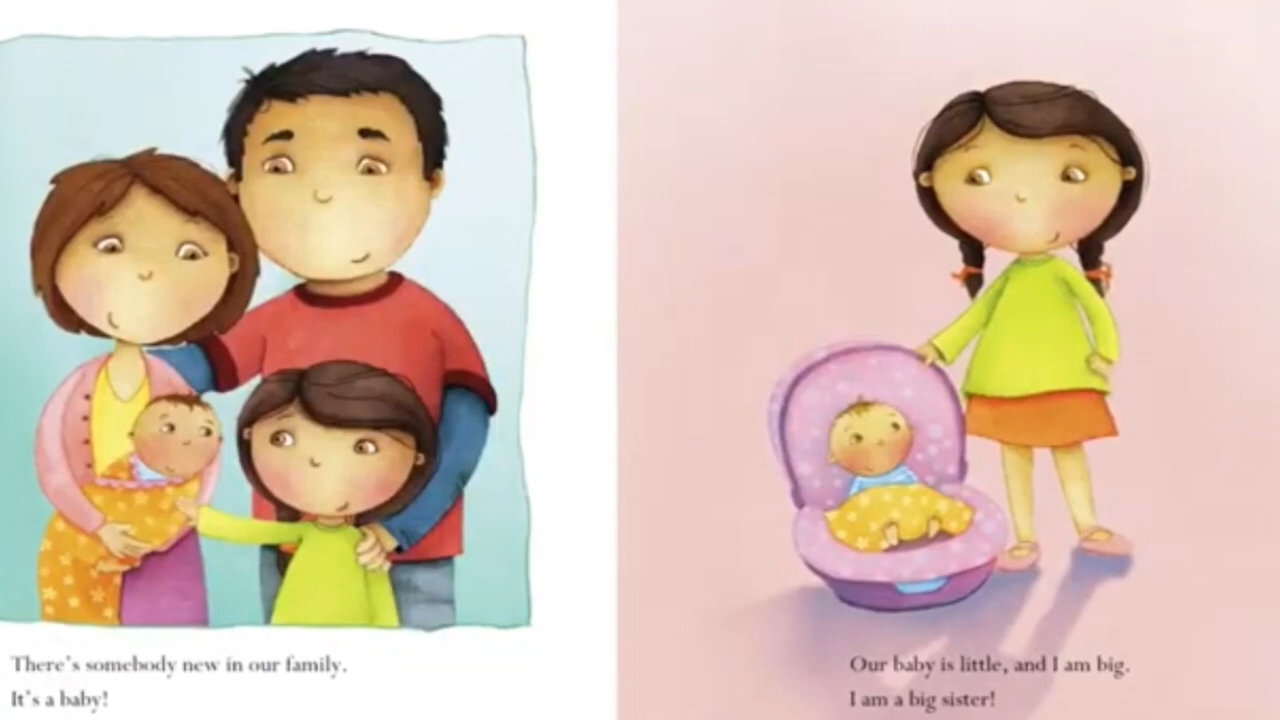 There's somebody new in our family.
It's a baby!
Our baby is little, and I am big.
I am a big sister!